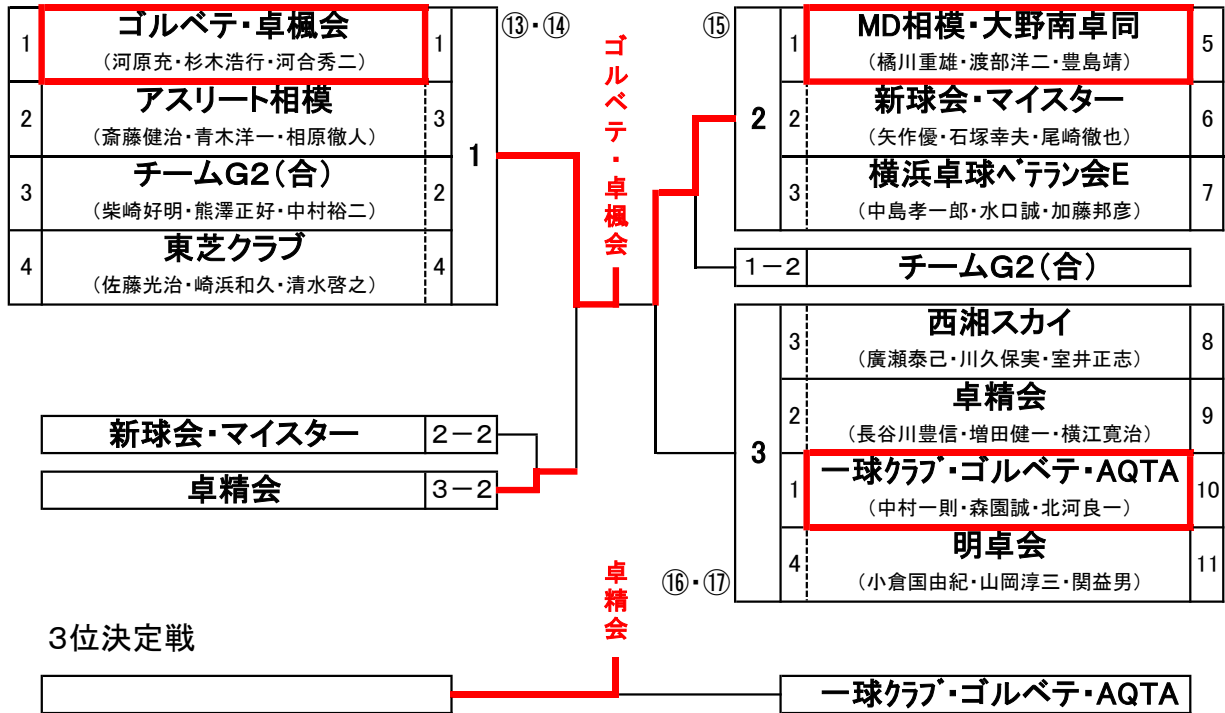 1 ゴルベテ・卓楓会 1
(河原充・杉木浩行・河合秀二)
2 アスリート相模 3
(斎藤健治・青木洋一・相原徹人)
3 チームG2(合) 2
(柴崎好明・熊澤正好・中村裕二)
4 東芝クラブ 4
(佐藤光治・崎浜和久・清水啓之)
1
⑬・⑭
ゴルベテ・卓楓会
新球会・マイスター 2-2
卓精会 3-2
⑮
2
1 MD相模・大野南卓同 5
(橘川重雄・渡部洋二・豊島靖)
2 新球会・マイスター 6
(矢作優・石塚幸夫・尾崎徹也)
3 横浜卓球ベテラン会E 7
(中島孝一郎・水口誠・加藤邦彦)
1-2 チームG2(合)
3
3 西湘スカイ 8
(廣瀬泰己・川久保実・室井正志)
2 卓精会 9
(長谷川豊信・増田健一・横江寛治)
1 一球クラブ・ゴルベテ・AQTA 10
(中村一則・森園誠・北河良一)
4 明卓会 11
(小倉国由紀・山岡淳三・関益男)
⑯・⑰
卓精会
3位決定戦
一球クラブ・ゴルベテ・AQTA